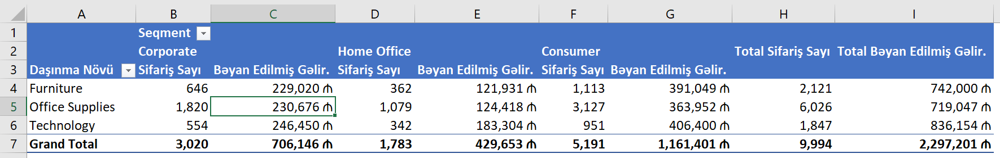 A B C D E F G H I
1 Seqment
2 Corporate Home Office Consumer Total Sifariş Sayı Total Bəyan Edilmiş Gəlir.
3 Daşınma Növü Sifariş Sayı Bəyan Edilmiş Gəlir. Sifariş Sayı Bəyan Edilmiş Gəlir. Sifariş Sayı Bəyan Edilmiş Gəlir.
4 Furniture 646 229,020 ₼ 362 121,931 ₼ 1,113 391,049 ₼ 2,121 742,000 ₼
5 Office Supplies 1,820 230,676 ₼ 1,079 124,418 ₼ 3,127 363,952 ₼ 6,026 719,047 ₼
6 Technology 554 246,450 ₼ 342 183,304 ₼ 951 406,400 ₼ 1,847 836,154 ₼
7 Grand Total 3,020 706,146 ₼ 1,783 429,653 ₼ 5,191 1,161,401 ₼ 9,994 2,297,201 ₼